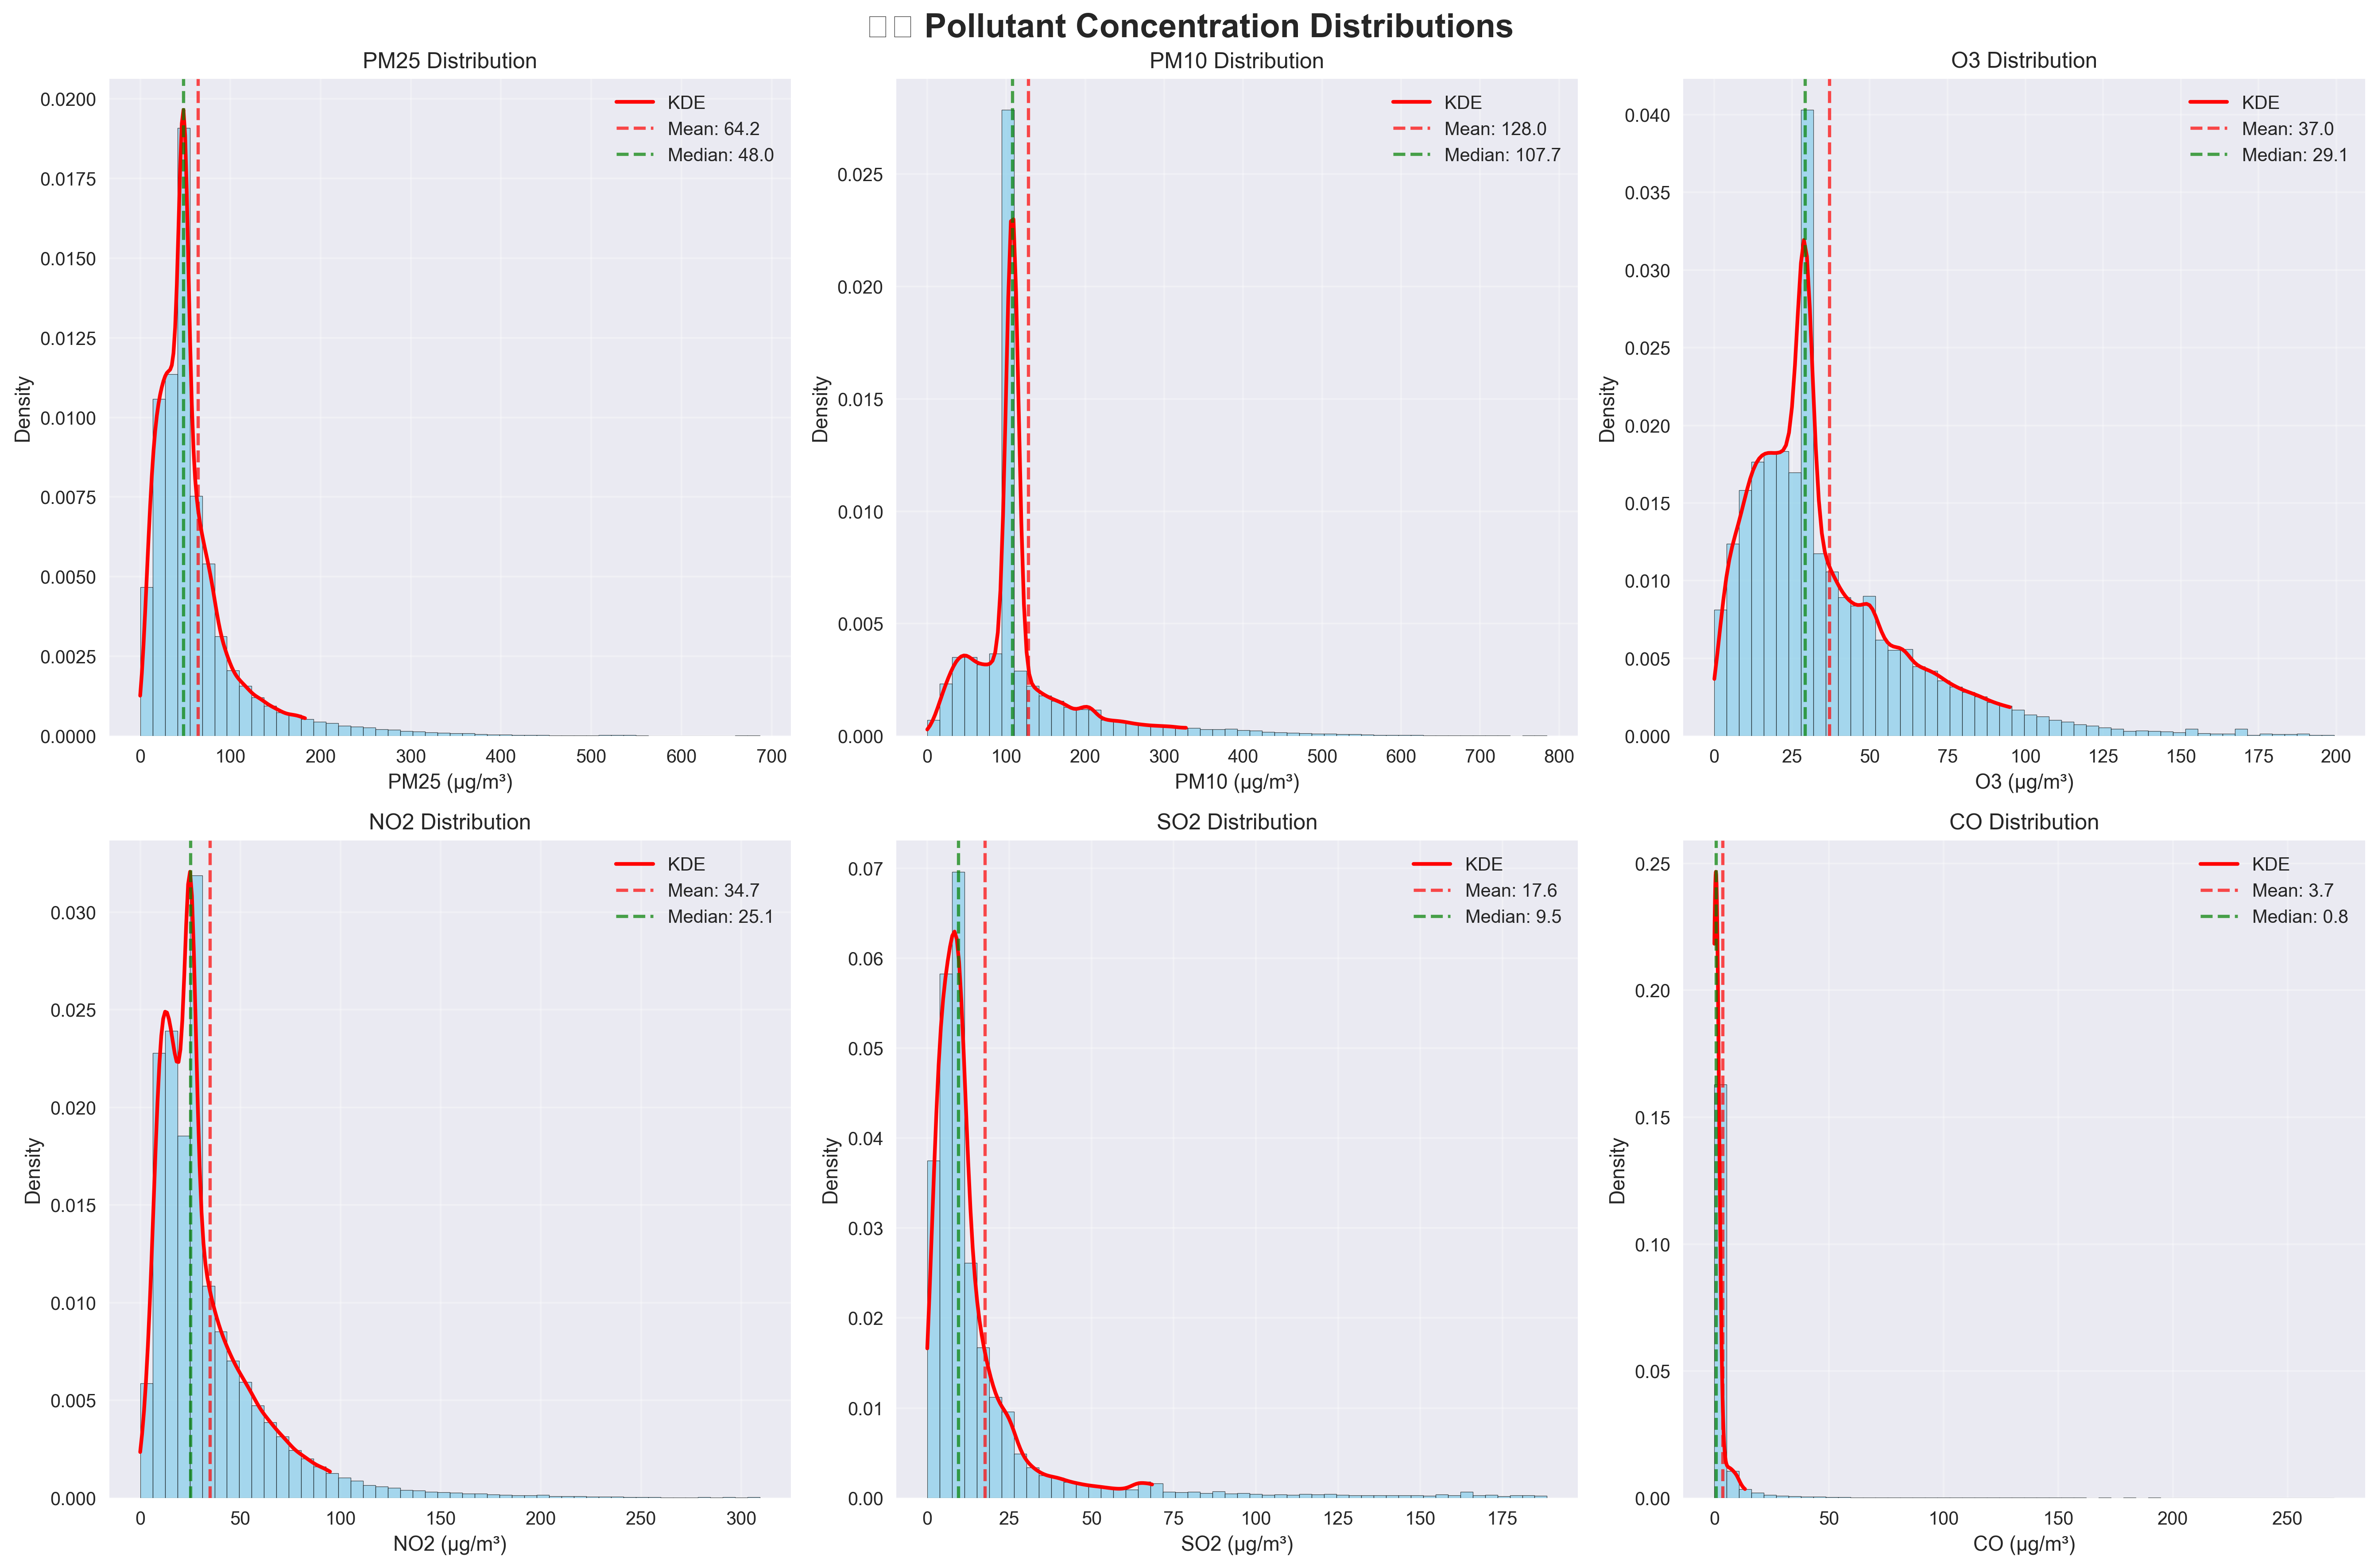 Pollutant Concentration Distributions
PM25 Distribution
KDE
Mean: 64.2
Median: 48.0
Density
0.0200
0.0175
0.0150
0.0125
0.0100
0.0075
0.0050
0.0025
0.0000
0 100 200 300 400 500 600 700
PM25 (µg/m³)
PM10 Distribution
KDE
Mean: 128.0
Median: 107.7
Density
0.025
0.020
0.015
0.010
0.005
0.000
0 100 200 300 400 500 600 700 800
PM10 (µg/m³)
O3 Distribution
KDE
Mean: 37.0
Median: 29.1
Density
0.040
0.035
0.030
0.025
0.020
0.015
0.010
0.005
0.000
0 25 50 75 100 125 150 175 200
O3 (µg/m³)
NO2 Distribution
KDE
Mean: 34.7
Median: 25.1
Density
0.030
0.025
0.020
0.015
0.010
0.005
0.000
0 50 100 150 200 250 300
NO2 (µg/m³)
SO2 Distribution
KDE
Mean: 17.6
Median: 9.5
Density
0.07
0.06
0.05
0.04
0.03
0.02
0.01
0.00
0 25 50 75 100 125 150 175
SO2 (µg/m³)
CO Distribution
KDE
Mean: 3.7
Median: 0.8
Density
0.25
0.20
0.15
0.10
0.05
0.00
0 50 100 150 200 250
CO (µg/m³)